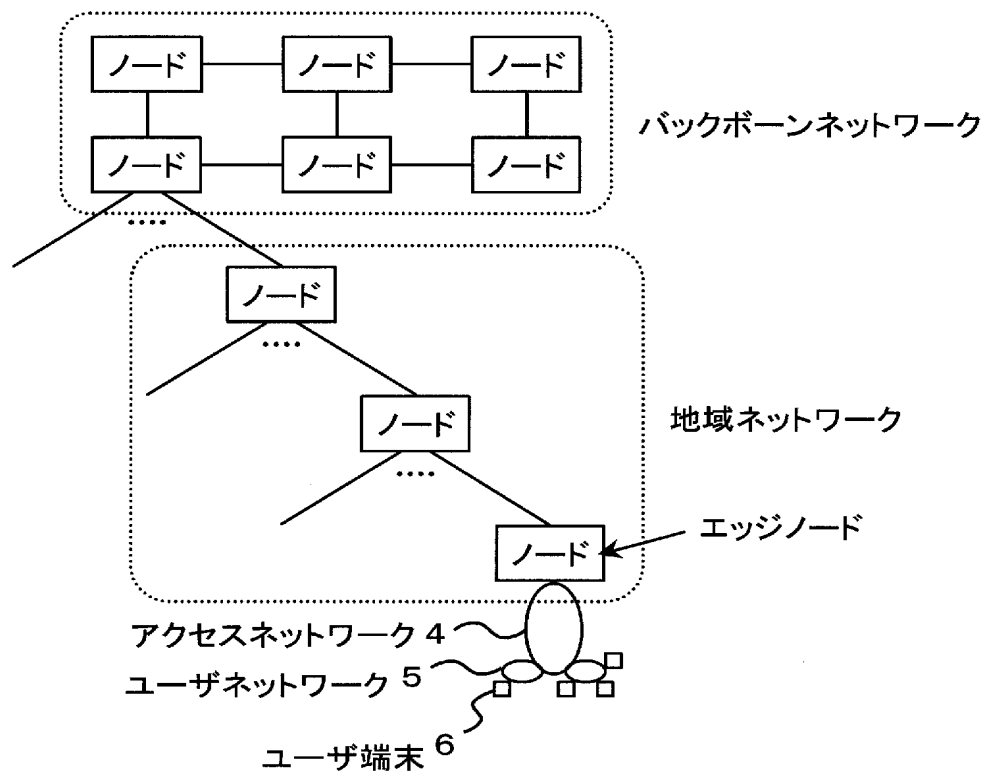 ノード ノード ノード
バックボーンネットワーク
ノード ノード ノード
....
ノード
....
ノード
地域ネットワーク
....
ノード
エッジノード
アクセスネットワーク 4
ユーザネットワーク 5
ユーザ端末 6